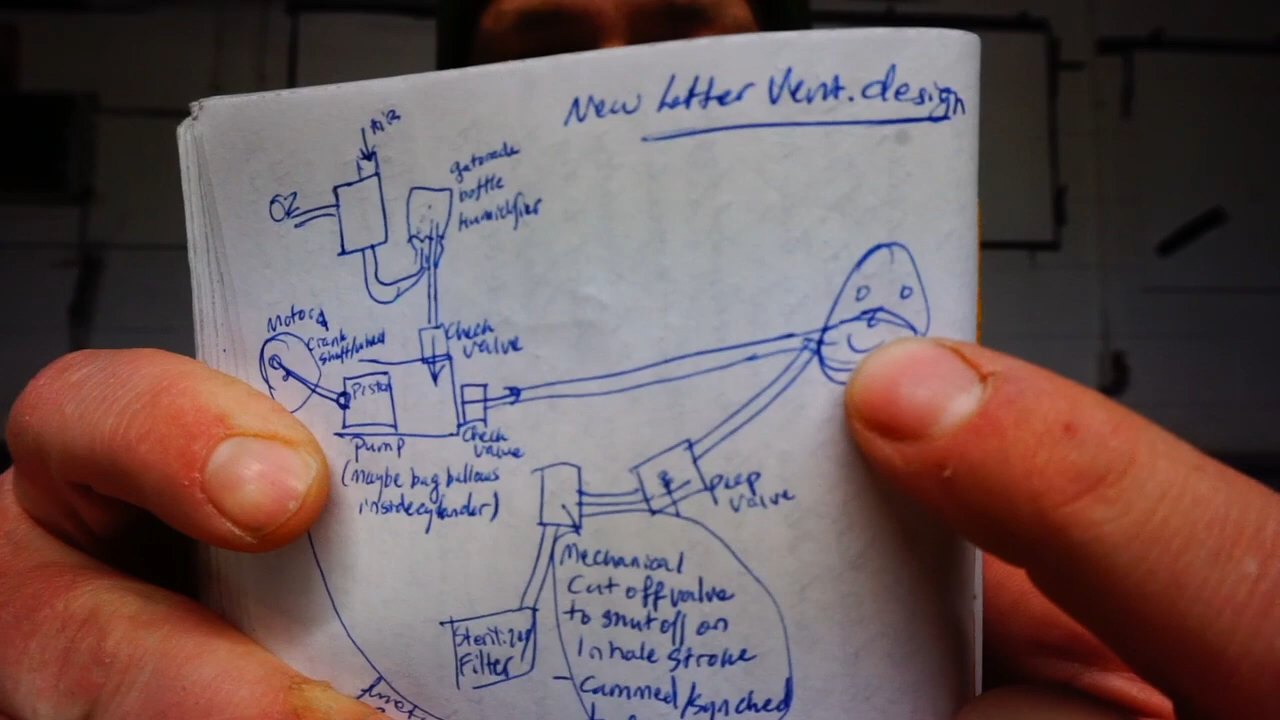 New better Vent. design
AIR
O2
gatorade
bottle
humidifier
Motor
Crank
shaft/wheel
Check
valve
Piston
Check
valve
Pump
(Maybe bag bellows
inside cylender)
peep
valve
Mechanical
Cut off valve
to shut off on
Inhale stroke
- Cammed/synched
Sterilizer
Filter